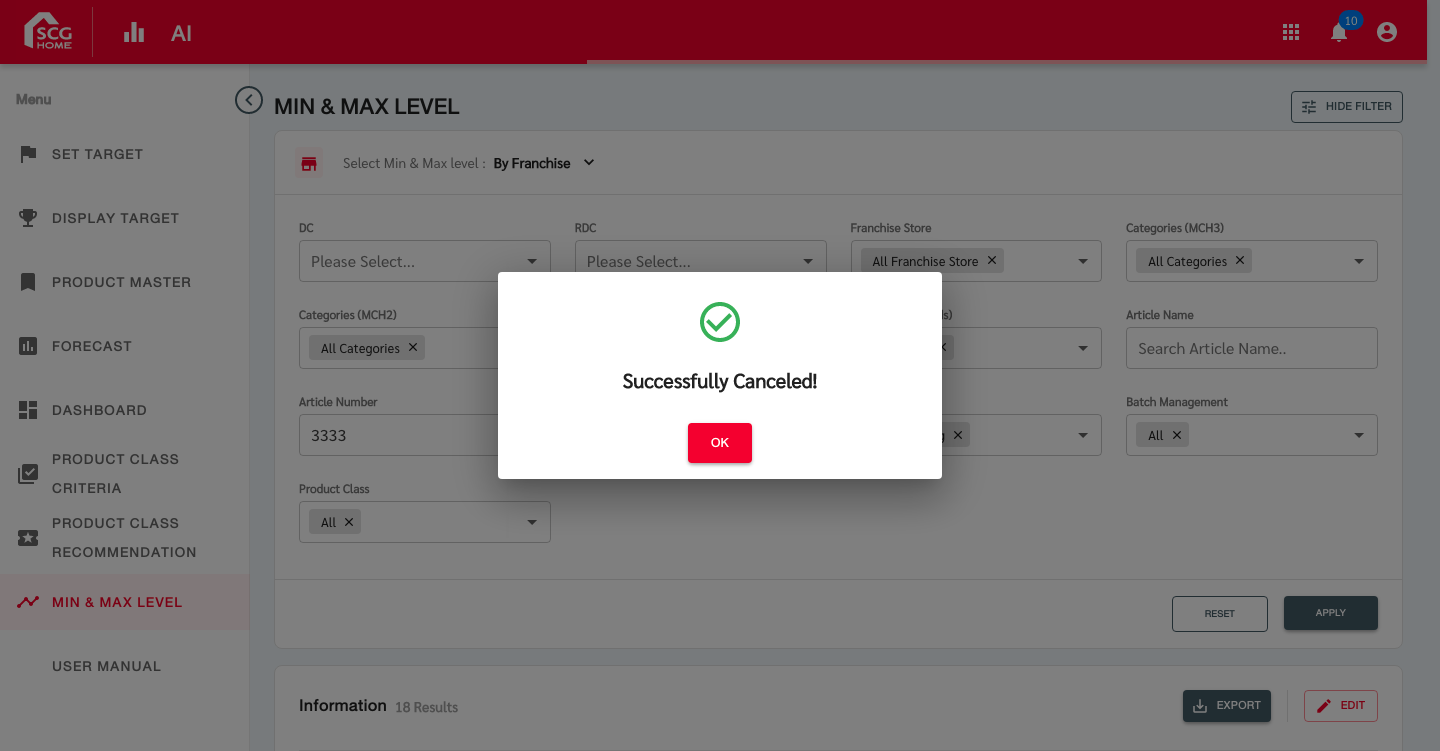 SCG
HOME
AI
10
Menu
SET TARGET
DISPLAY TARGET
PRODUCT MASTER
FORECAST
DASHBOARD
PRODUCT CLASS
CRITERIA
PRODUCT CLASS
RECOMMENDATION
MIN & MAX LEVEL
USER MANUAL
MIN & MAX LEVEL
HIDE FILTER
Select Min & Max level : By Franchise
DC
RDC
Franchise Store
Categories (MCH3)
Please Select...
Please Select...
All Franchise Store
All Categories
Categories (MCH2)
Article Name
All Categories
Search Article Name..
Article Number
Batch Management
3333
All
Product Class
All
RESET
APPLY
Information 18 Results
EXPORT
EDIT
Successfully Canceled!
OK